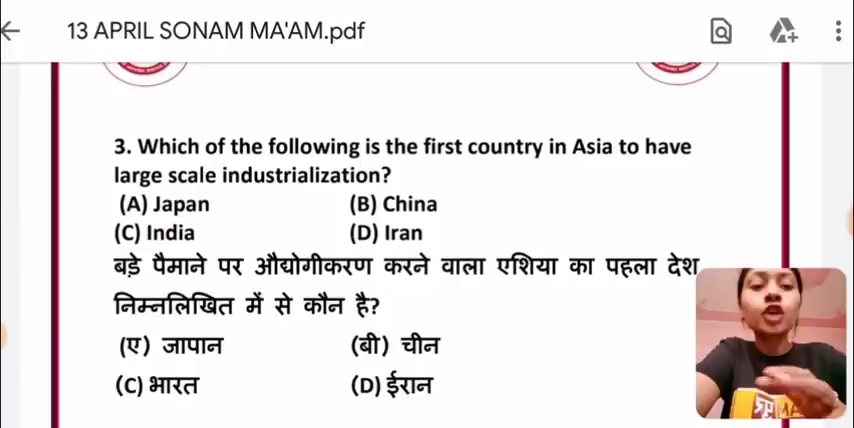 13 APRIL SONAM MA'AM.pdf
3. Which of the following is the first country in Asia to have
large scale industrialization?
(A) Japan (B) China
(C) India (D) Iran
बड़े पैमाने पर औद्योगीकरण करने वाला एशिया का पहला देश
निम्नलिखित में से कौन है?
(ए) जापान (बी) चीन
(C) भारत (D) ईरान